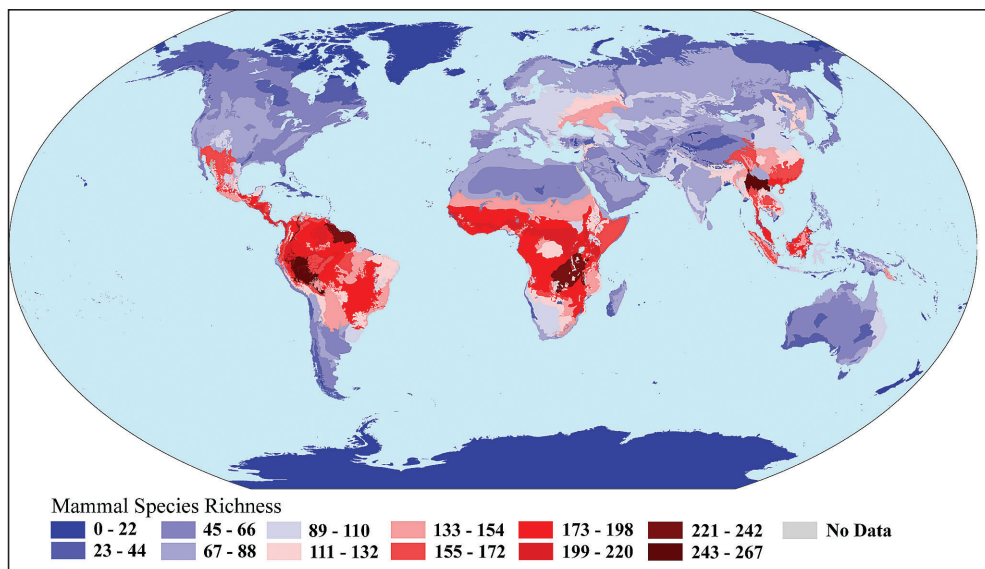 Mammal Species Richness
0 - 22 45 - 66 89 - 110 133 - 154 173 - 198 221 - 242 No Data
23 - 44 67 - 88 111 - 132 155 - 172 199 - 220 243 - 267